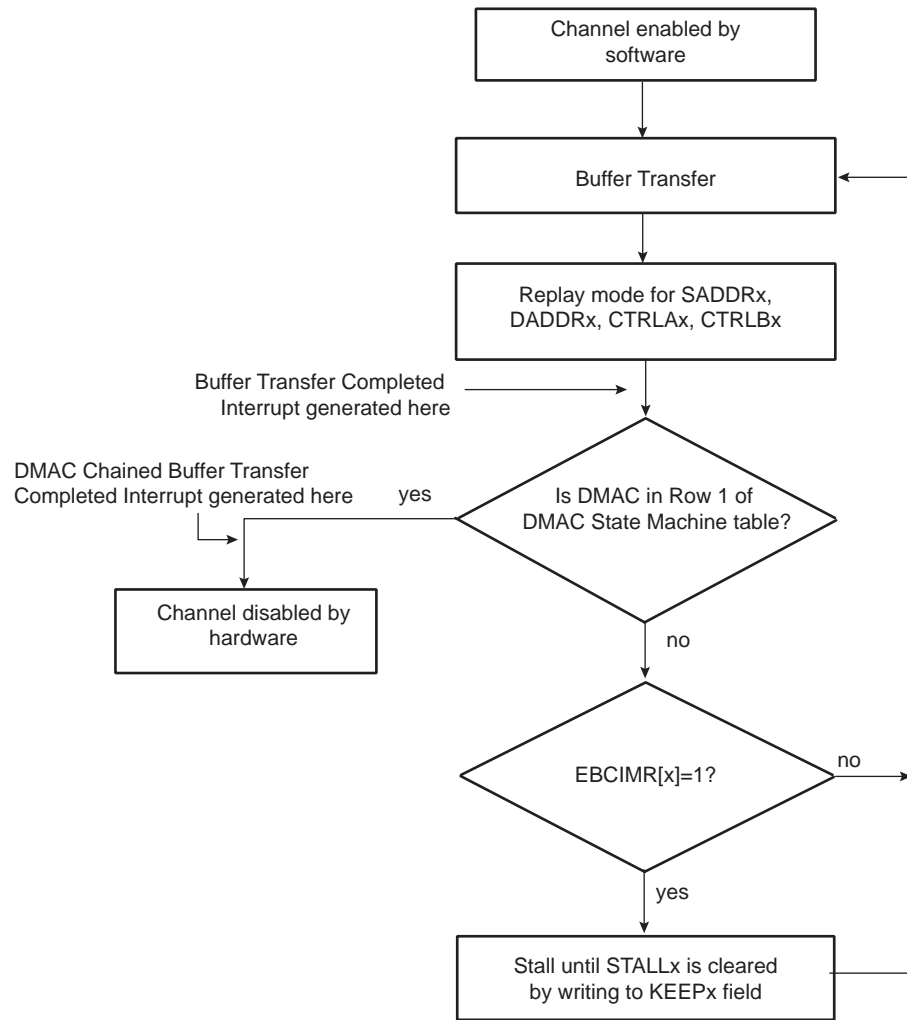 Channel enabled by
software
Buffer Transfer
Replay mode for SADDRx,
DADDRx, CTRLAx, CTRLBx
Buffer Transfer Completed
Interrupt generated here
DMAC Chained Buffer Transfer
Completed Interrupt generated here
yes
Is DMAC in Row 1 of
DMAC State Machine table?
Channel disabled by
hardware
no
EBCIMR[x]=1?
no
yes
Stall until STALLx is cleared
by writing to KEEPx field